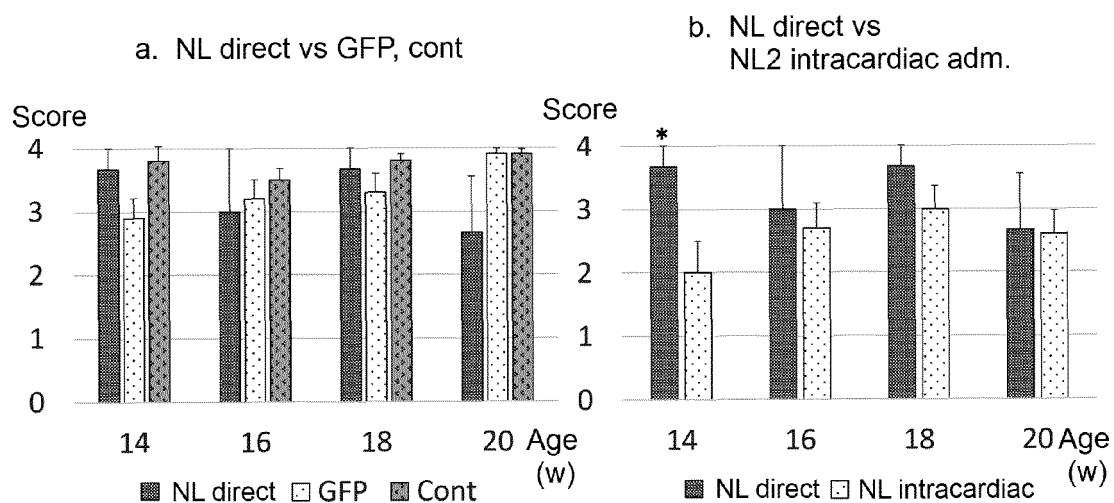 a. NL direct vs GFP, cont
Score
4
3
2
1
0
14 16 18 20 Age
(w)
NL direct GFP Cont
b. NL direct vs
NL2 intracardiac adm.
Score
*
4
3
2
1
0
14 16 18 20 Age
(w)
NL direct NL intracardiac